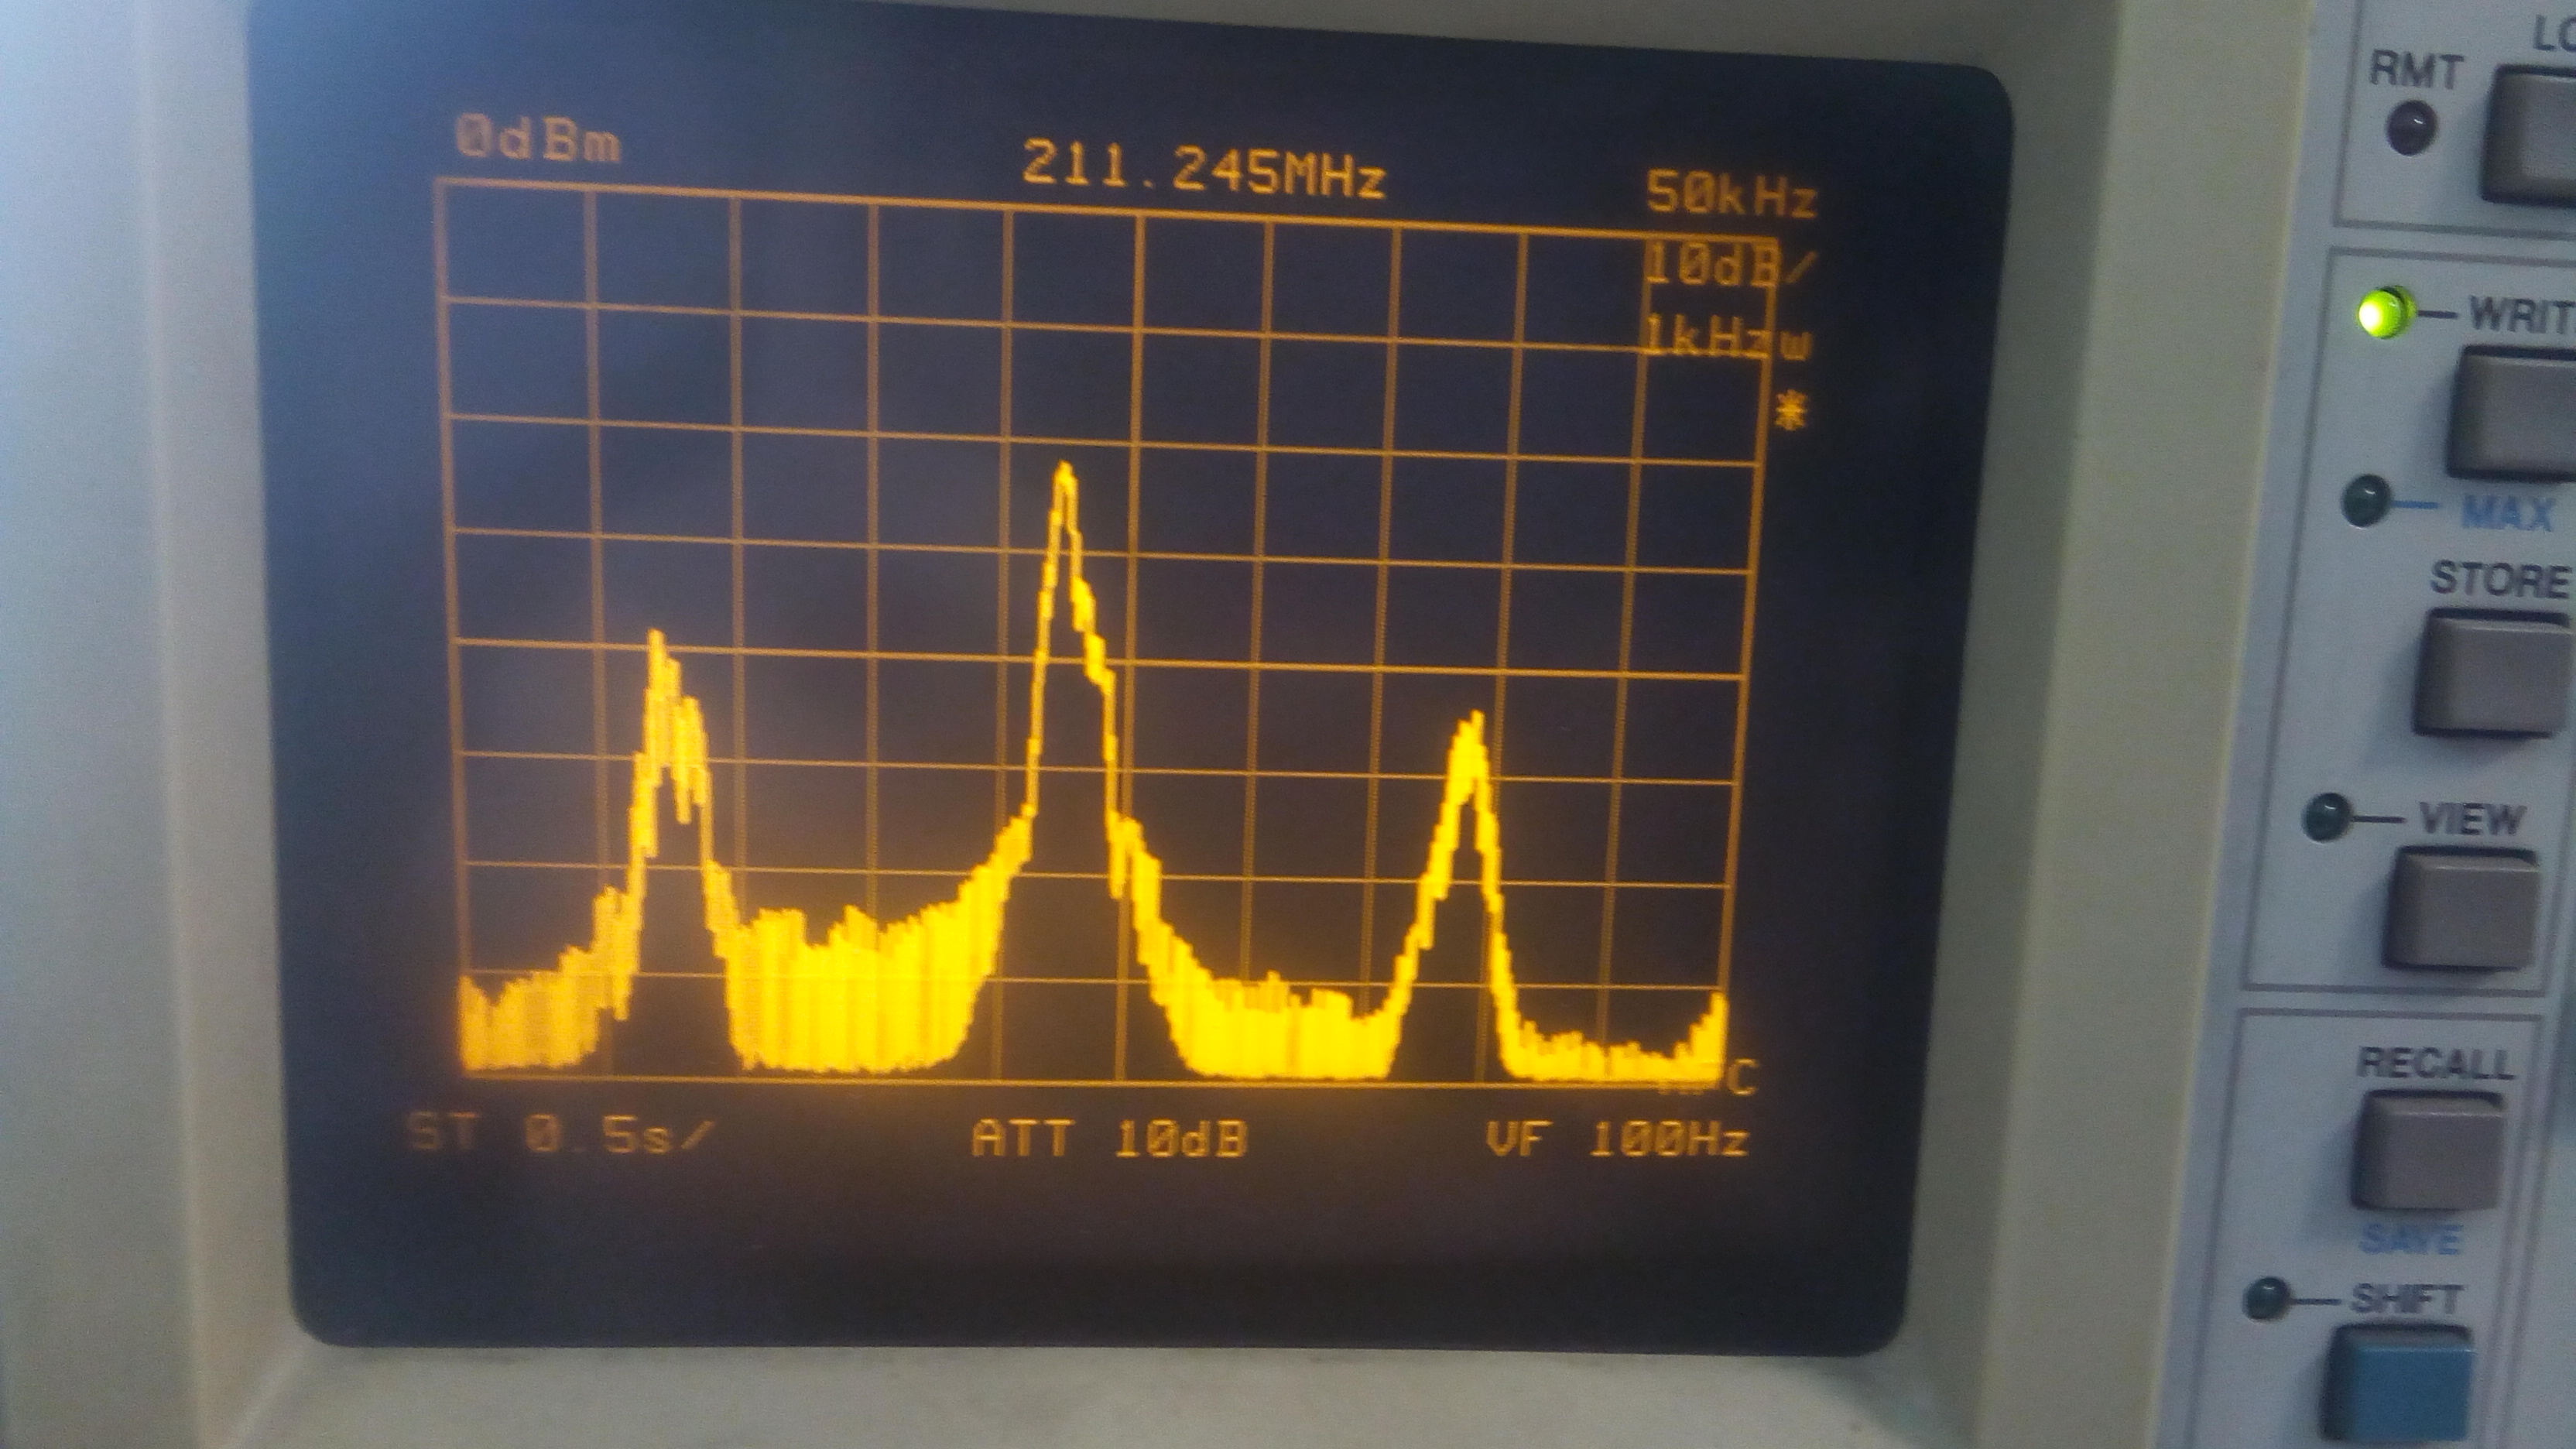 0dBm
211.245MHz
50kHz
10dB/
1kHzw
*
ST 0.5s/
ATT 10dB
VF 100Hz
RMT
WRIT
MAX
STORE
VIEW
RECALL
SAVE
SHIFT